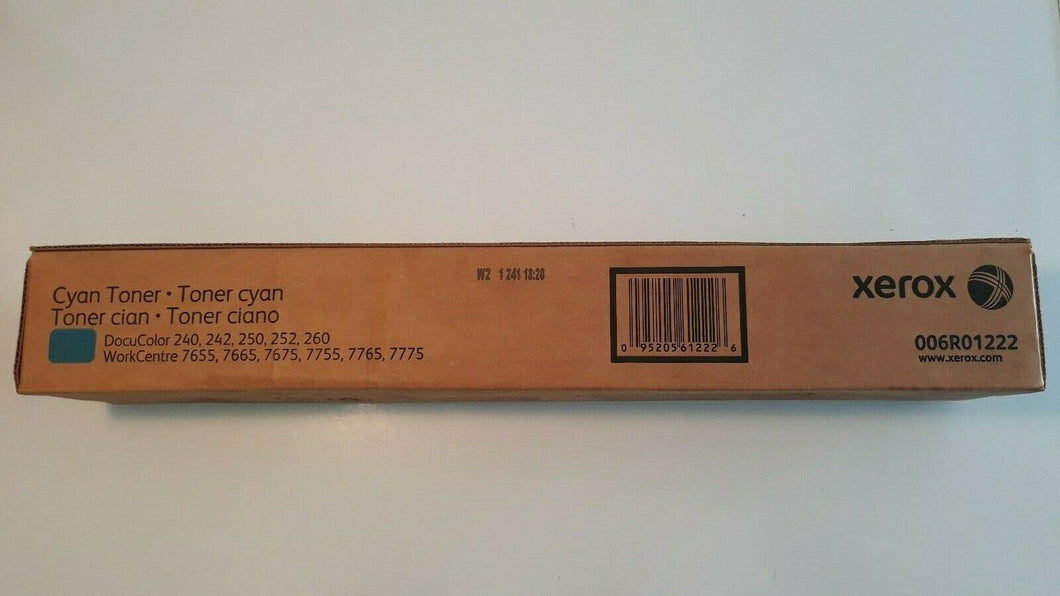 Cyan Toner • Toner cyan
Toner cian • Toner ciano
DocuColor 240, 242, 250, 252, 260
WorkCentre 7655, 7665, 7675, 7755, 7765, 7775
W2 1 241 18:20
0 95205 61222 6
xerox
006R01222
www.xerox.com